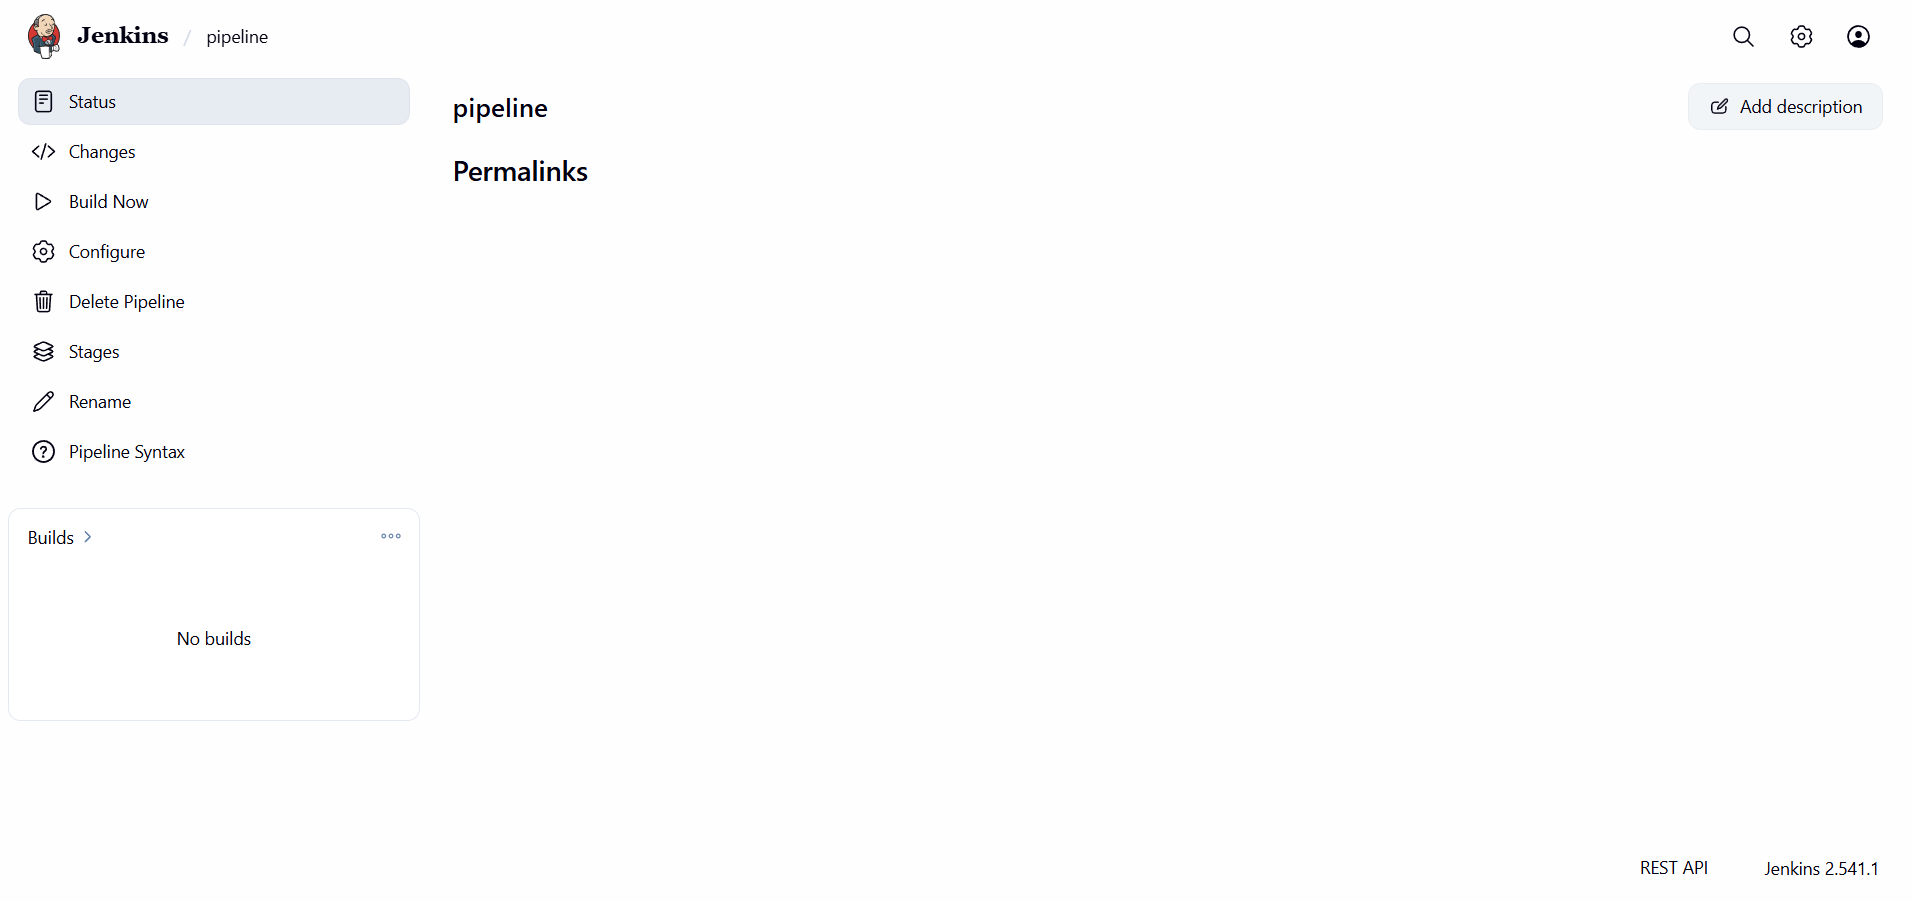 Jenkins / pipeline
Status
Changes
Build Now
Configure
Delete Pipeline
Stages
Rename
Pipeline Syntax
Builds
No builds
pipeline
Add description
Permalinks
REST API
Jenkins 2.541.1